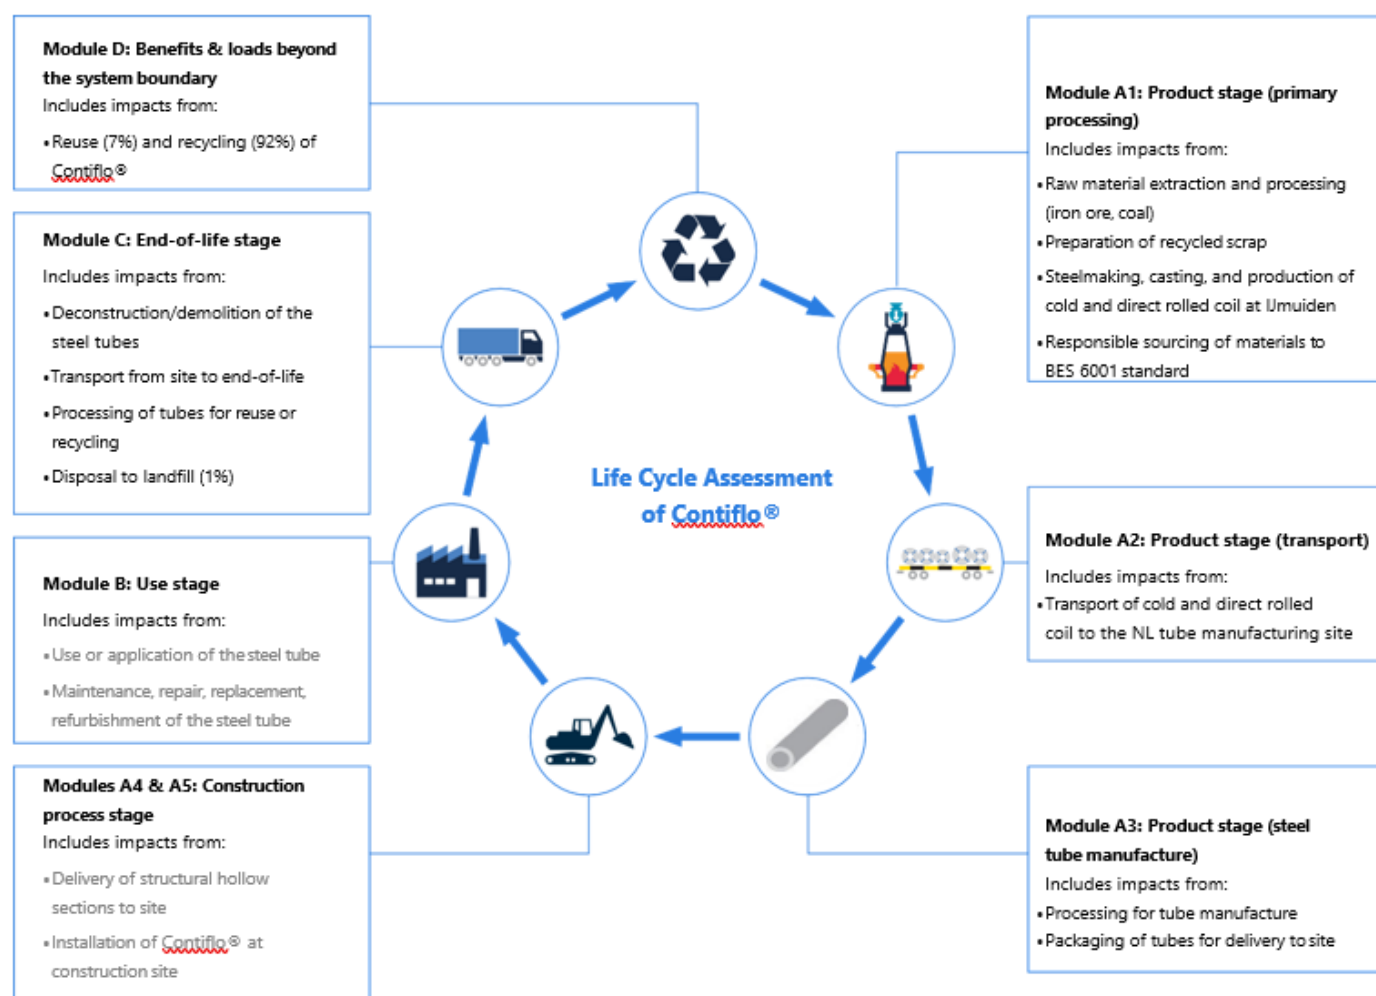 Module D: Benefits & loads beyond
the system boundary
Includes impacts from:
•Reuse (7%) and recycling (92%) of
Contiflo®
Module C: End-of-life stage
Includes impacts from:
•Deconstruction/demolition of the
steel tubes
•Transport from site to end-of-life
•Processing of tubes for reuse or
recycling
•Disposal to landfill (1%)
Module B: Use stage
Includes impacts from:
•Use or application of the steel tube
•Maintenance, repair, replacement,
refurbishment of the steel tube
Modules A4 & A5: Construction
process stage
Includes impacts from:
•Delivery of structural hollow
sections to site
•Installation of Contiflo® at
construction site
Life Cycle Assessment
of Contiflo®
Module A1: Product stage (primary
processing)
Includes impacts from:
•Raw material extraction and processing
(iron ore, coal)
•Preparation of recycled scrap
•Steelmaking, casting, and production of
cold and direct rolled coil at IJmuiden
•Responsible sourcing of materials to
BES 6001 standard
Module A2: Product stage (transport)
Includes impacts from:
•Transport of cold and direct rolled
coil to the NL tube manufacturing site
Module A3: Product stage (steel
tube manufacture)
Includes impacts from:
•Processing for tube manufacture
•Packaging of tubes for delivery to site